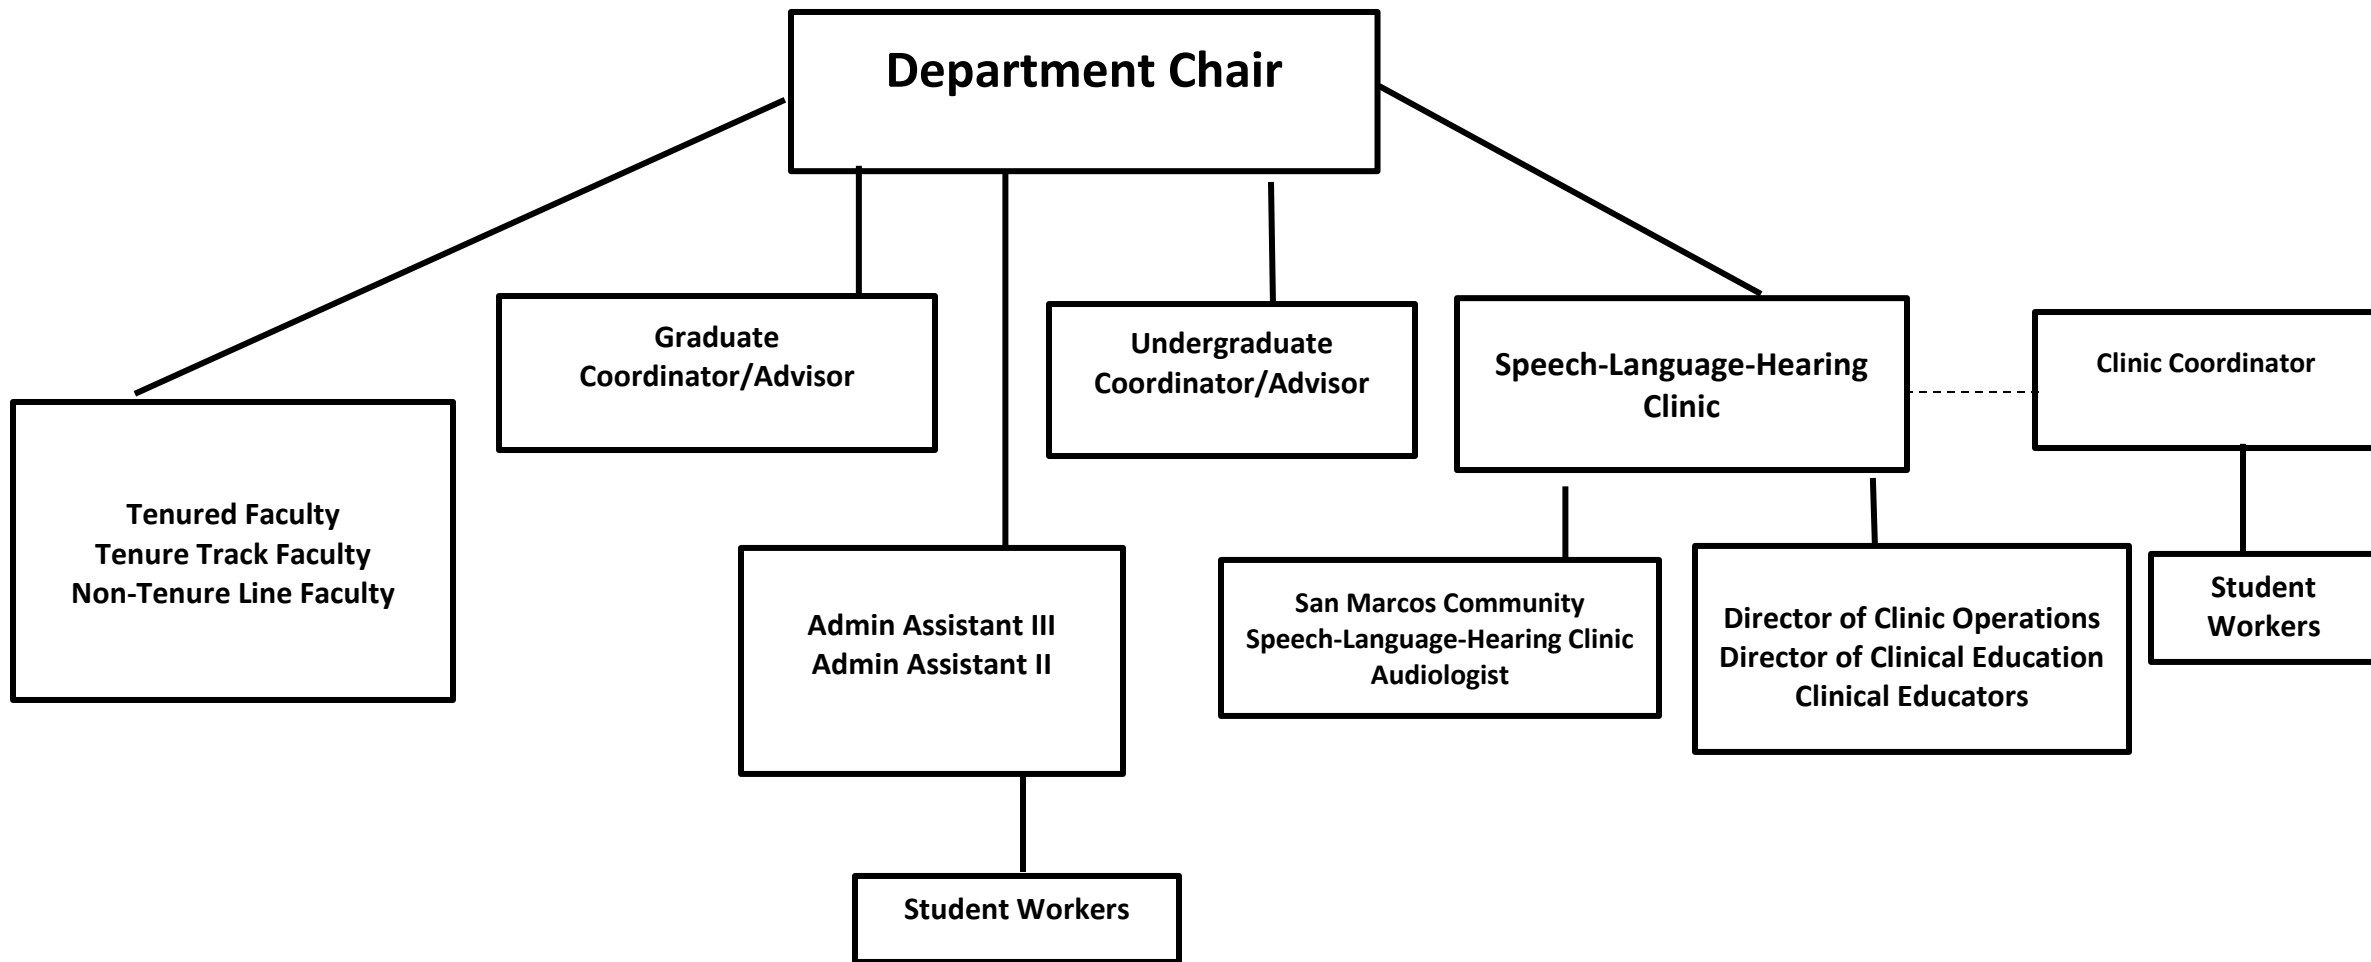 Department Chair
Graduate
Coordinator/Advisor
Undergraduate
Coordinator/Advisor
Speech-Language-Hearing
Clinic
Clinic Coordinator
Tenured Faculty
Tenure Track Faculty
Non-Tenure Line Faculty
Admin Assistant III
Admin Assistant II
San Marcos Community
Speech-Language-Hearing Clinic
Audiologist
Director of Clinic Operations
Director of Clinical Education
Clinical Educators
Student
Workers
Student Workers